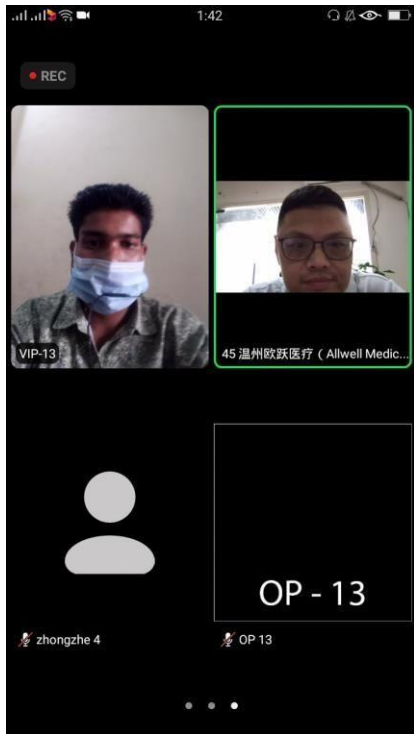 1:42
REC
VIP-13
45 温州欧跃医疗（Allwell Medic...
OP - 13
zhongzhe 4
OP 13